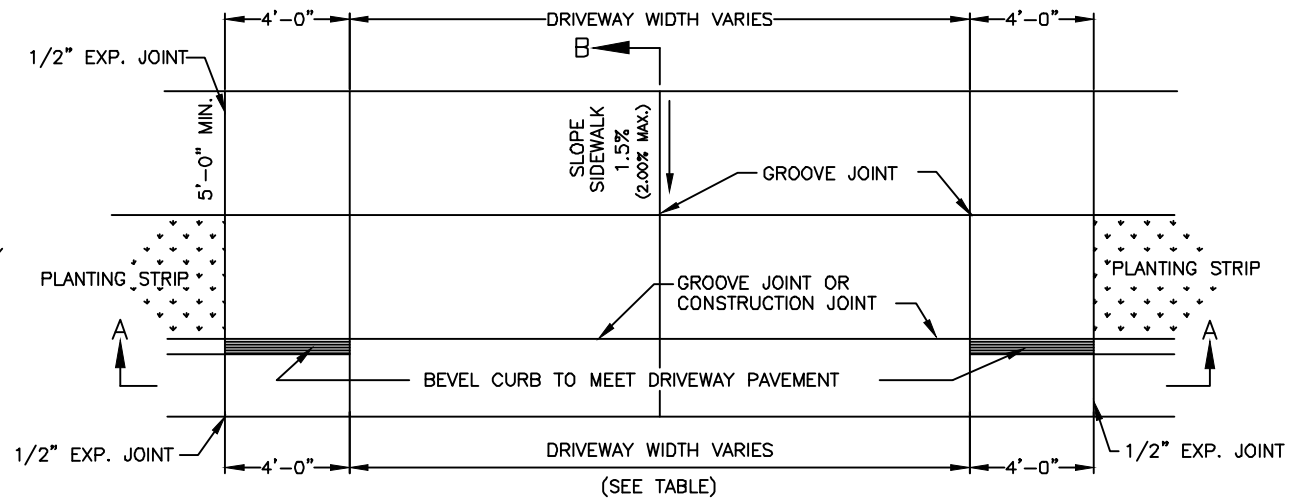 4'-0"
DRIVEWAY WIDTH VARIES
4'-0"
1/2" EXP. JOINT
B
5'-0" MIN.
SLOPE
SIDEWALK
1.5%
(2.00% MAX.)
GROOVE JOINT
PLANTING STRIP
PLANTING STRIP
GROOVE JOINT OR
CONSTRUCTION JOINT
A
A
BEVEL CURB TO MEET DRIVEWAY PAVEMENT
1/2" EXP. JOINT
DRIVEWAY WIDTH VARIES
1/2" EXP. JOINT
4'-0"
4'-0"
(SEE TABLE)